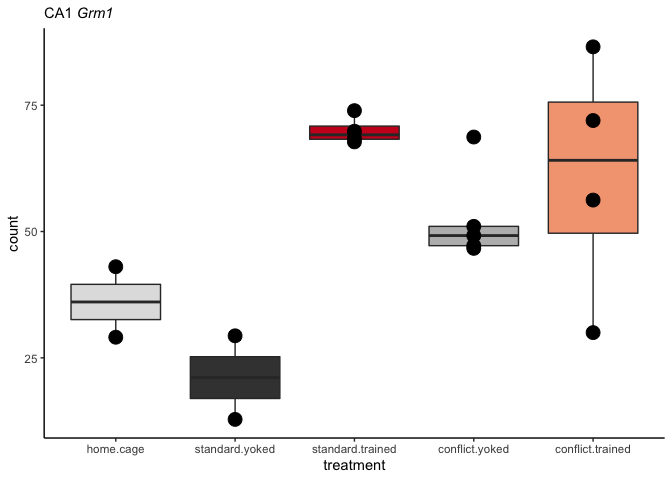 CA1 Grm1
count
75
50
25
home.cage
standard.yoked
standard.trained
conflict.yoked
conflict.trained
treatment